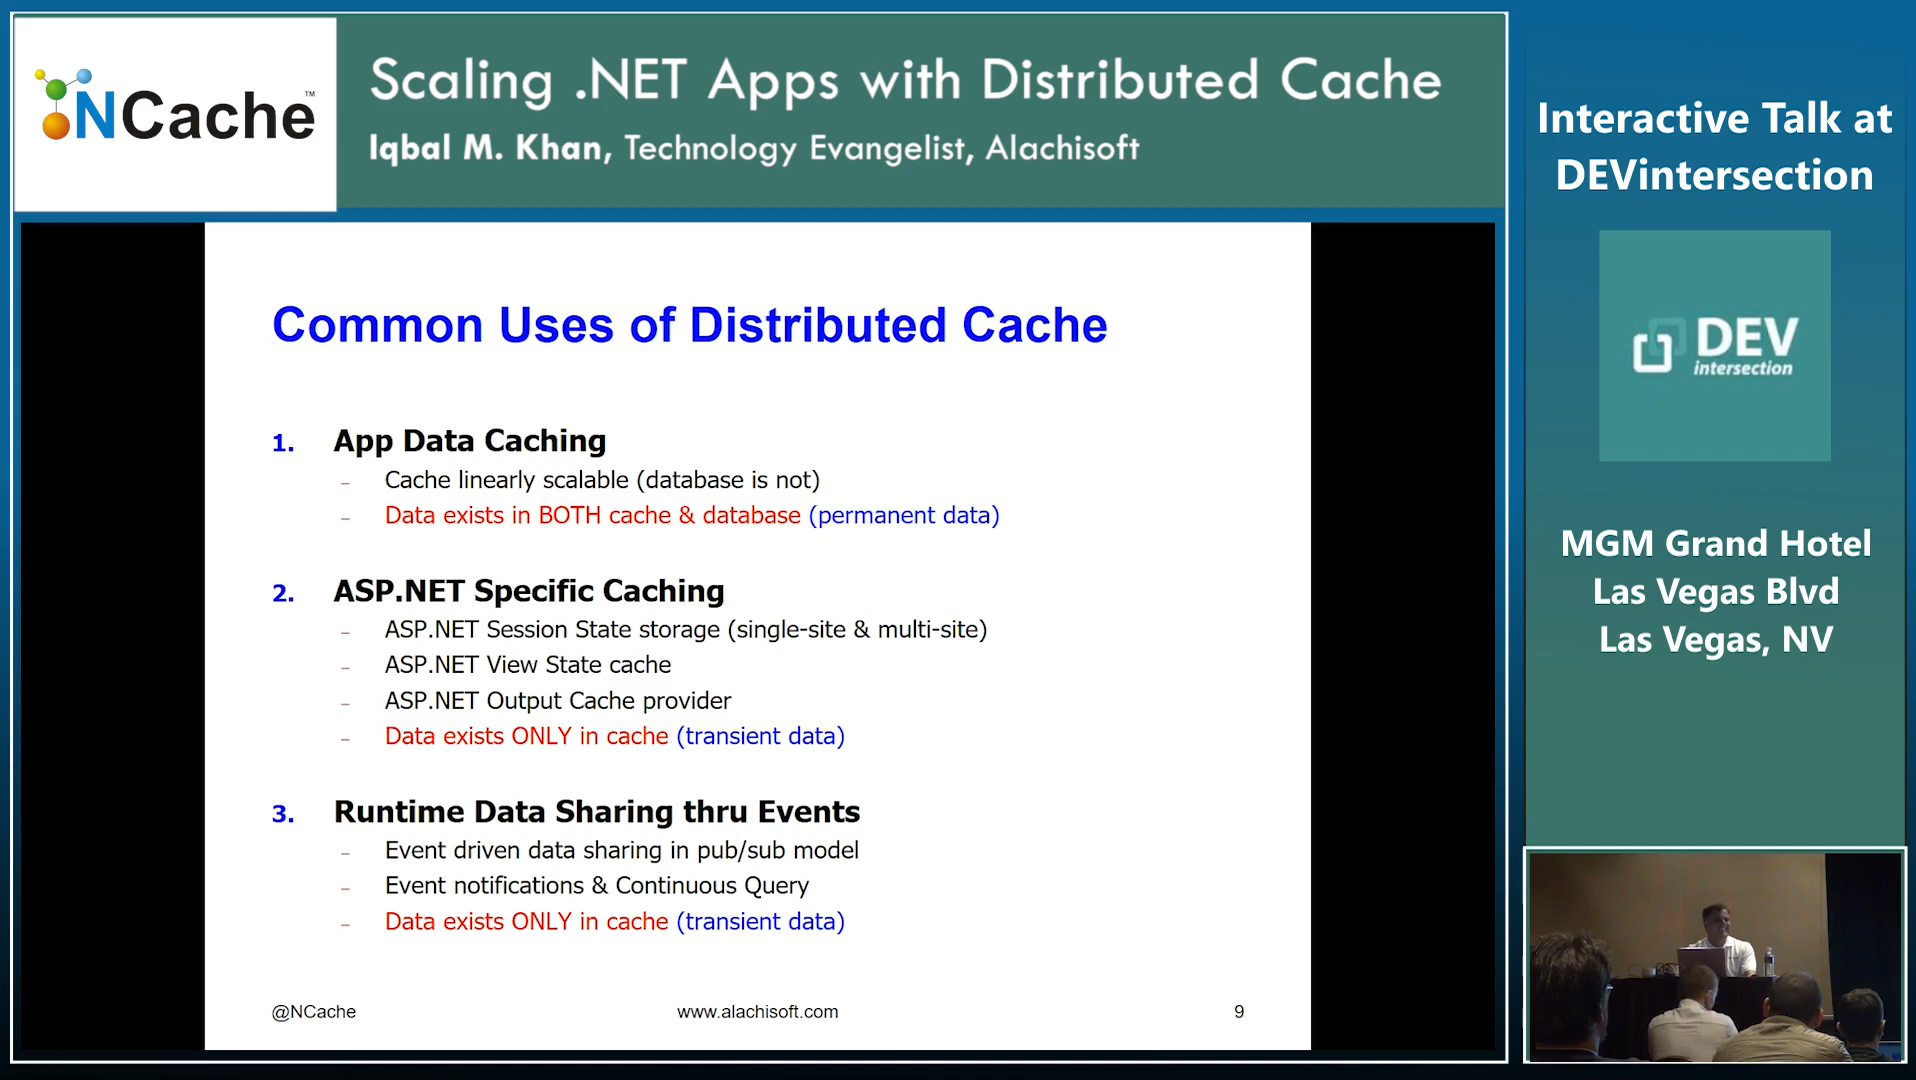 NCache™
Scaling .NET Apps with Distributed Cache
Iqbal M. Khan, Technology Evangelist, Alachisoft
Common Uses of Distributed Cache
1. App Data Caching
– Cache linearly scalable (database is not)
– Data exists in BOTH cache & database (permanent data)
2. ASP.NET Specific Caching
– ASP.NET Session State storage (single-site & multi-site)
– ASP.NET View State cache
– ASP.NET Output Cache provider
– Data exists ONLY in cache (transient data)
3. Runtime Data Sharing thru Events
– Event driven data sharing in pub/sub model
– Event notifications & Continuous Query
– Data exists ONLY in cache (transient data)
@NCache www.alachisoft.com 9
Interactive Talk at
DEVintersection
DEV
intersection
MGM Grand Hotel
Las Vegas Blvd
Las Vegas, NV